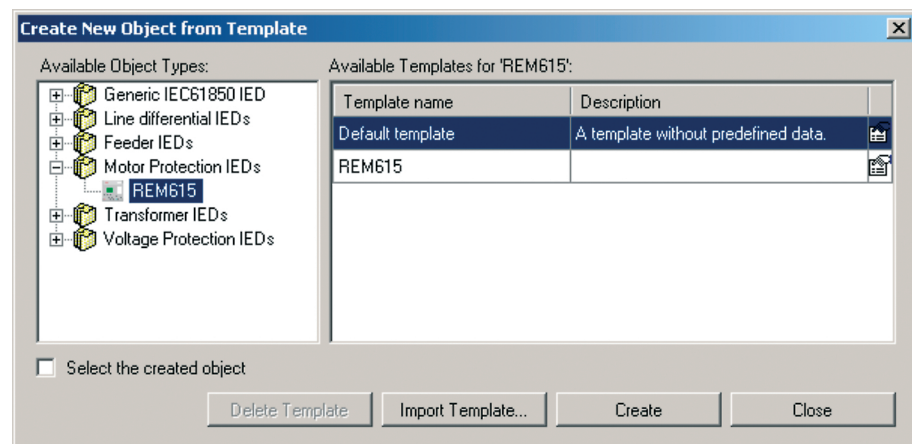 Create New Object from Template
Available Object Types:
Generic IEC61850 IED
Line differential IEDs
Feeder IEDs
Motor Protection IEDs
REM615
Transformer IEDs
Voltage Protection IEDs
Available Templates for 'REM615':
Template name Description
Default template A template without predefined data.
REM615
Select the created object
Delete Template Import Template... Create Close